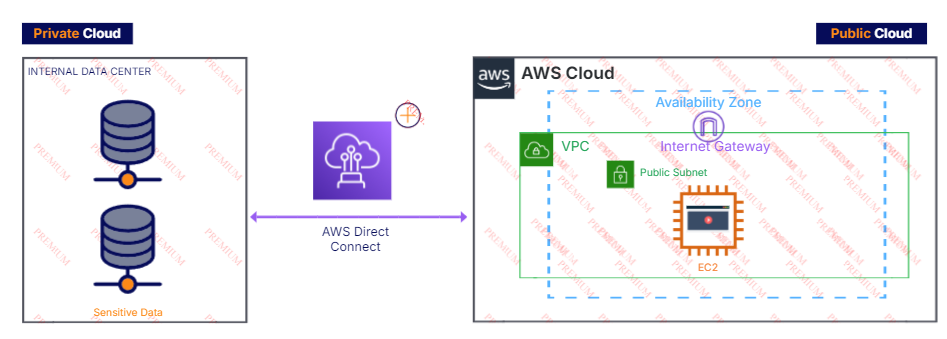 Private Cloud
Public Cloud
INTERNAL DATA CENTER
Sensitive Data
AWS Direct
Connect
aws
AWS Cloud
Availability Zone
Internet Gateway
VPC
Public Subnet
EC2
PREMIUM